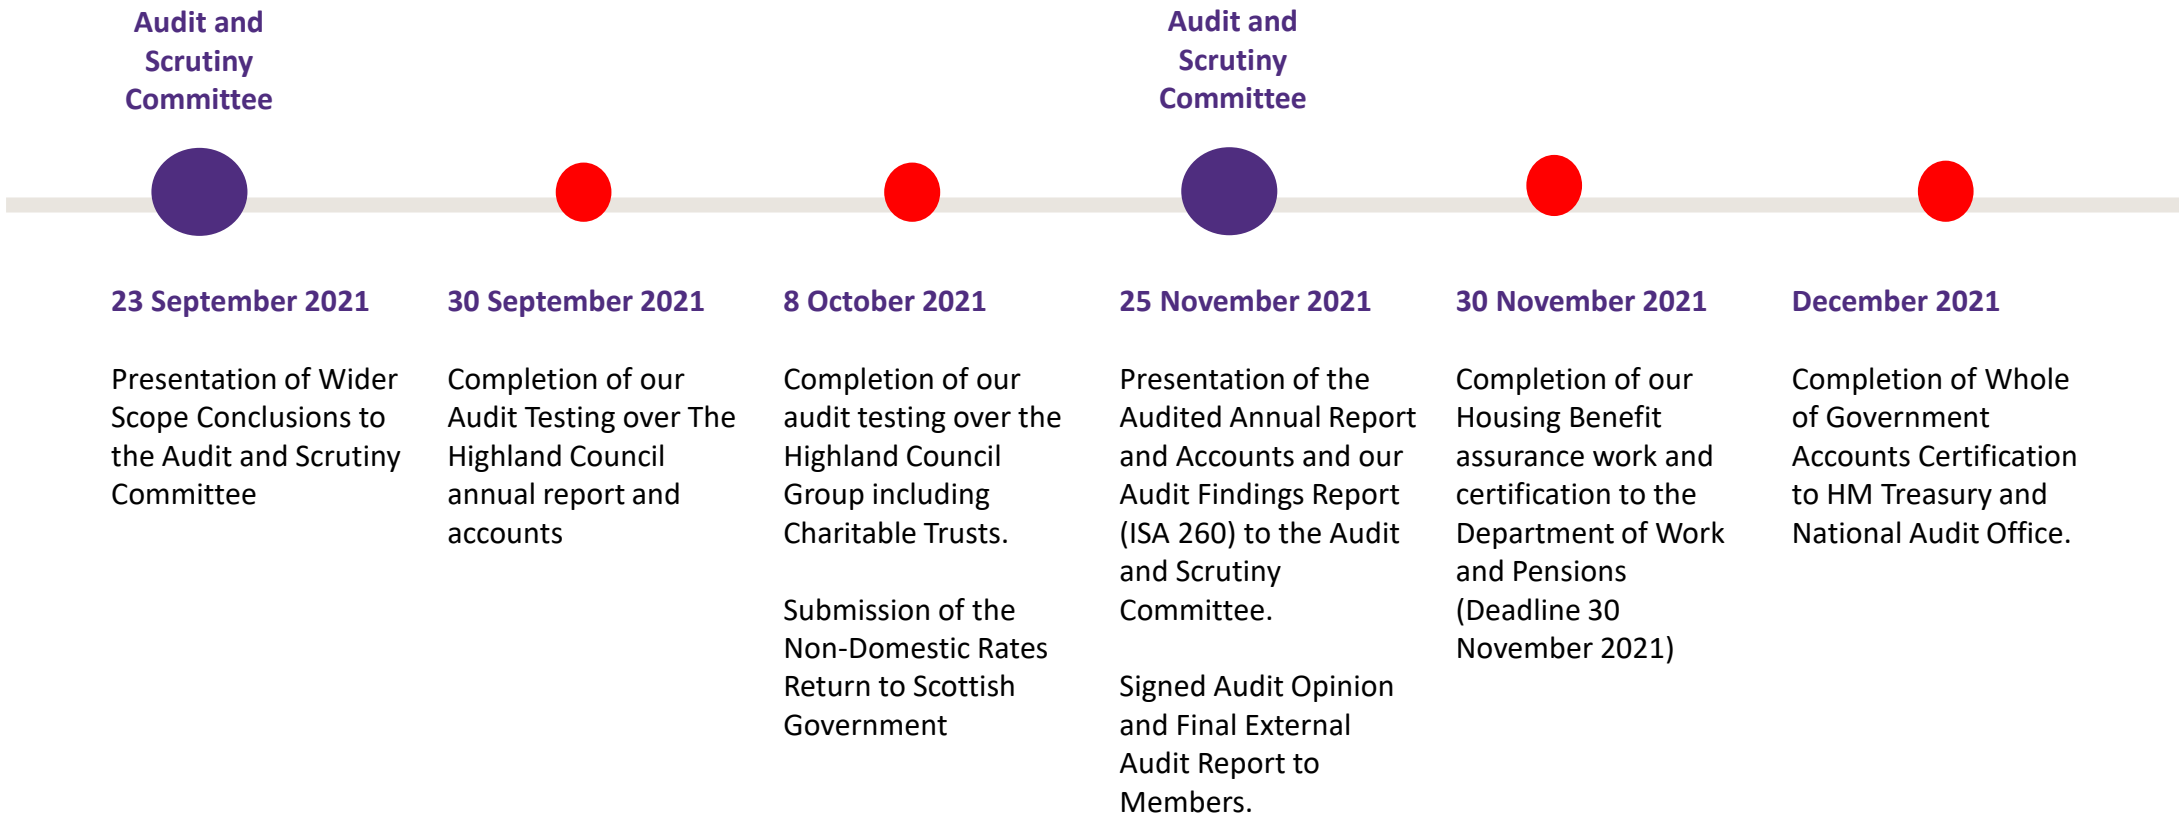 Audit and
Scrutiny
Committee
Audit and
Scrutiny
Committee
23 September 2021
Presentation of Wider
Scope Conclusions to
the Audit and Scrutiny
Committee
30 September 2021
Completion of our
Audit Testing over The
Highland Council
annual report and
accounts
8 October 2021
Completion of our
audit testing over the
Highland Council
Group including
Charitable Trusts.
Submission of the
Non-Domestic Rates
Return to Scottish
Government
25 November 2021
Presentation of the
Audited Annual Report
and Accounts and our
Audit Findings Report
(ISA 260) to the Audit
and Scrutiny
Committee.
Signed Audit Opinion
and Final External
Audit Report to
Members.
30 November 2021
Completion of our
Housing Benefit
assurance work and
certification to the
Department of Work
and Pensions
(Deadline 30
November 2021)
December 2021
Completion of Whole
of Government
Accounts Certification
to HM Treasury and
National Audit Office.